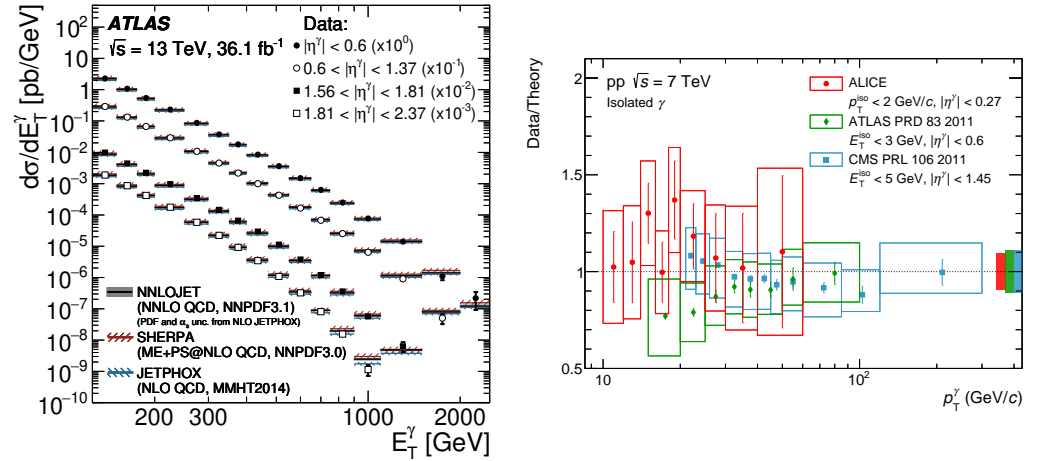 ATLAS
√s = 13 TeV, 36.1 fb⁻¹
Data:
|η^γ| < 0.6 (x10⁰)
0.6 < |η^γ| < 1.37 (x10⁻¹)
1.56 < |η^γ| < 1.81 (x10⁻²)
1.81 < |η^γ| < 2.37 (x10⁻³)
dσ/dE_T^γ [pb/GeV]
10²
10
1
10⁻¹
10⁻²
10⁻³
10⁻⁴
10⁻⁵
10⁻⁶
10⁻⁷
10⁻⁸
10⁻⁹
10⁻¹⁰
NNLOJET
(NNLO QCD, NNPDF3.1)
(PDF and α_s unc. from NLO JETPHOX)
SHERPA
(ME+PS@NLO QCD, NNPDF3.0)
JETPHOX
(NLO QCD, MMHT2014)
200 300 1000 2000
E_T^γ [GeV]
Data/Theory
2
1.5
1
0.5
pp √s = 7 TeV
Isolated γ
ALICE
p_T^iso < 2 GeV/c, |η^γ| < 0.27
ATLAS PRD 83 2011
E_T^iso < 3 GeV, |η^γ| < 0.6
CMS PRL 106 2011
E_T^iso < 5 GeV, |η^γ| < 1.45
10 10²
p_T^γ (GeV/c)